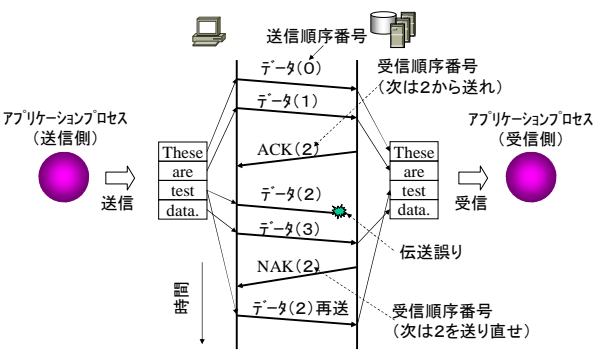 送信順序番号
データ(0)
受信順序番号
(次は2から送れ)
データ(1)
アプリケーションプロセス
(送信側)
アプリケーションプロセス
(受信側)
These
are
test
data.
ACK(2)
These
are
test
data.
送信
受信
データ(2)
データ(3)
伝送誤り
NAK(2)
時間
データ(2)再送
受信順序番号
(次は2を送り直せ)